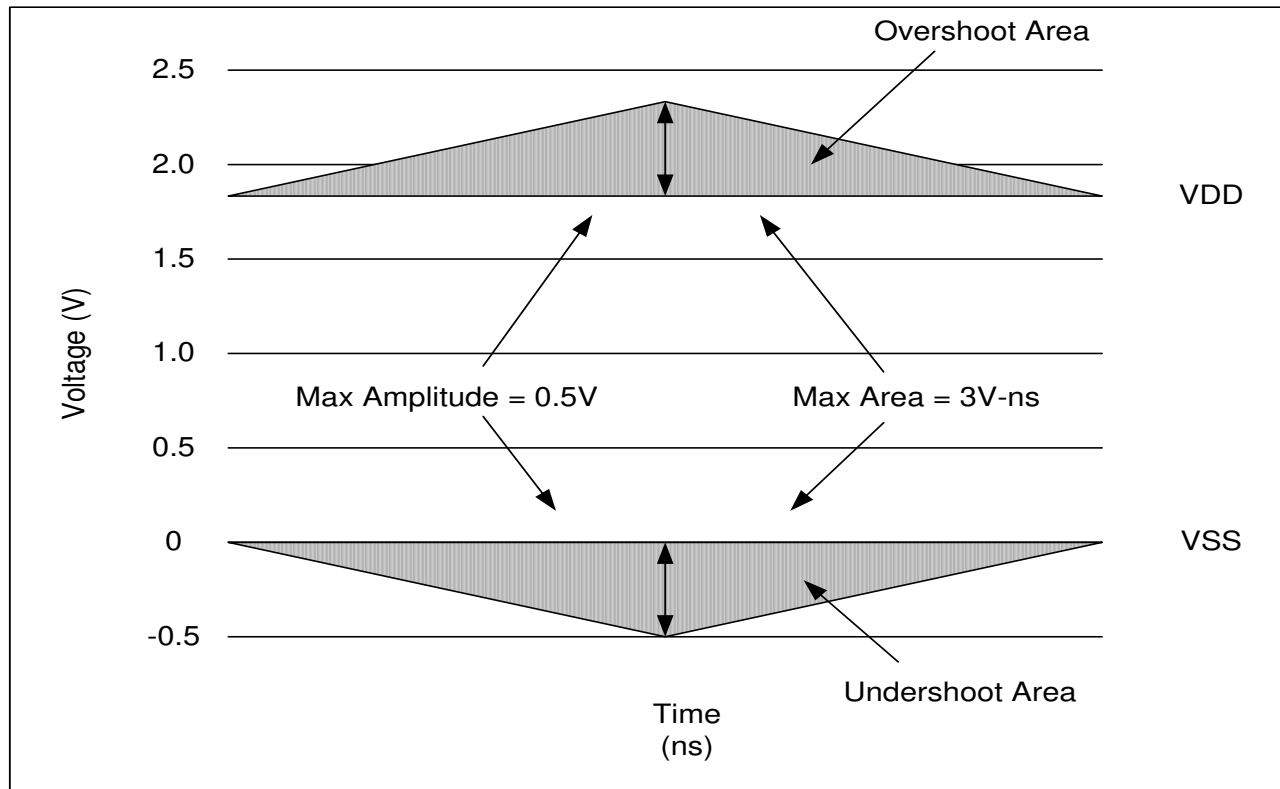 Overshoot Area
2.5
2.0
VDD
1.5
Voltage (V)
1.0
Max Amplitude = 0.5V
Max Area = 3V-ns
0.5
0
VSS
-0.5
Undershoot Area
Time
(ns)